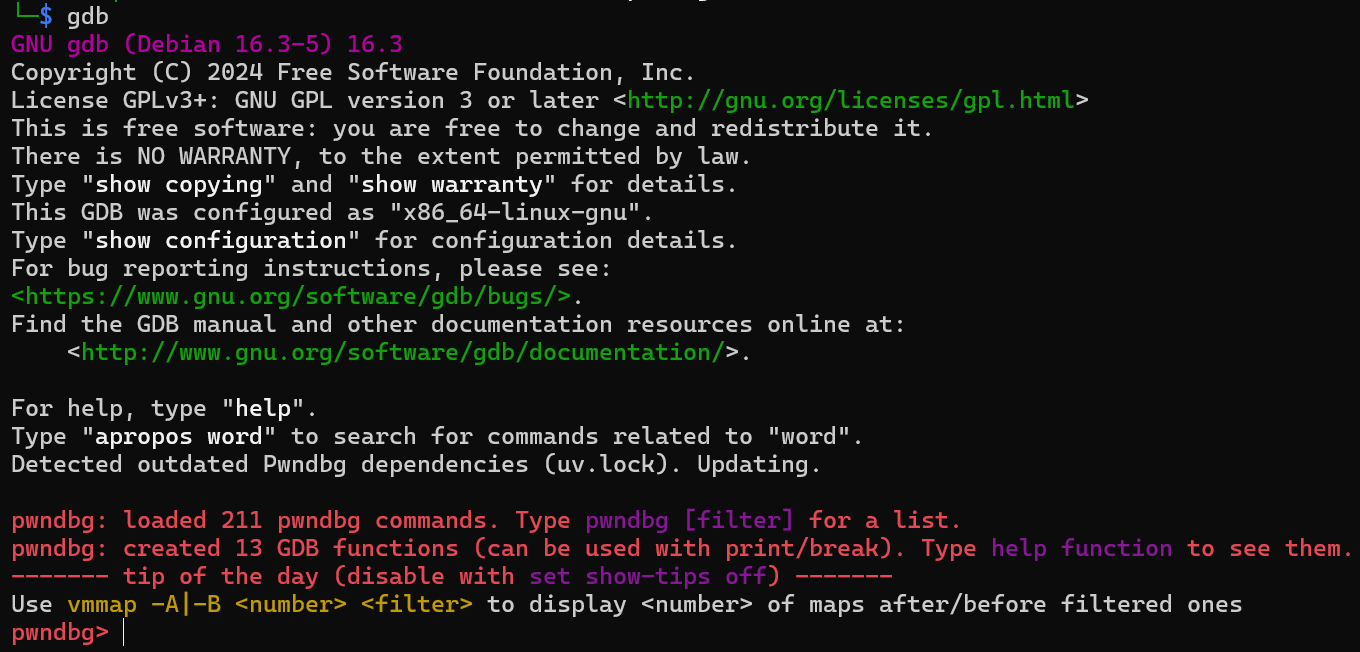 └─$ gdb
GNU gdb (Debian 16.3-5) 16.3
Copyright (C) 2024 Free Software Foundation, Inc.
License GPLv3+: GNU GPL version 3 or later <http://gnu.org/licenses/gpl.html>
This is free software: you are free to change and redistribute it.
There is NO WARRANTY, to the extent permitted by law.
Type "show copying" and "show warranty" for details.
This GDB was configured as "x86_64-linux-gnu".
Type "show configuration" for configuration details.
For bug reporting instructions, please see:
<https://www.gnu.org/software/gdb/bugs/>.
Find the GDB manual and other documentation resources online at:
    <http://www.gnu.org/software/gdb/documentation/>.

For help, type "help".
Type "apropos word" to search for commands related to "word".
Detected outdated Pwndbg dependencies (uv.lock). Updating.

pwndbg: loaded 211 pwndbg commands. Type pwndbg [filter] for a list.
pwndbg: created 13 GDB functions (can be used with print/break). Type help function to see them.
------- tip of the day (disable with set show-tips off) -------
Use vmmap -A|-B <number> <filter> to display <number> of maps after/before filtered ones
pwndbg>